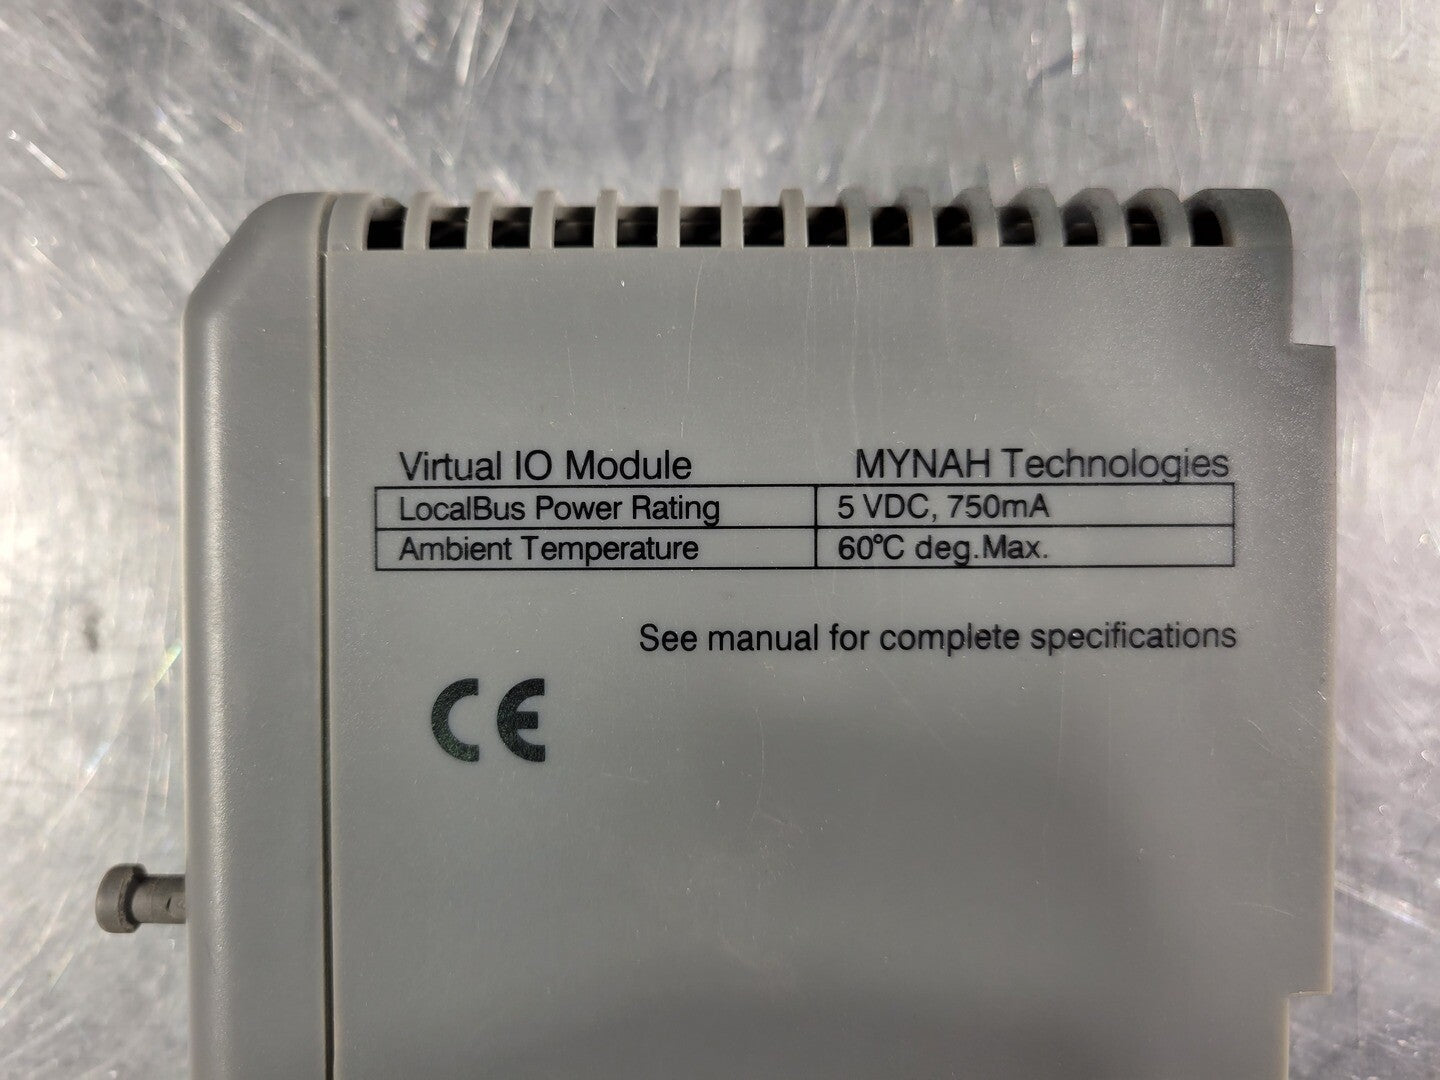 Virtual IO Module MYNAH Technologies
LocalBus Power Rating 5 VDC, 750mA
Ambient Temperature 60°C deg.Max.
See manual for complete specifications
CE